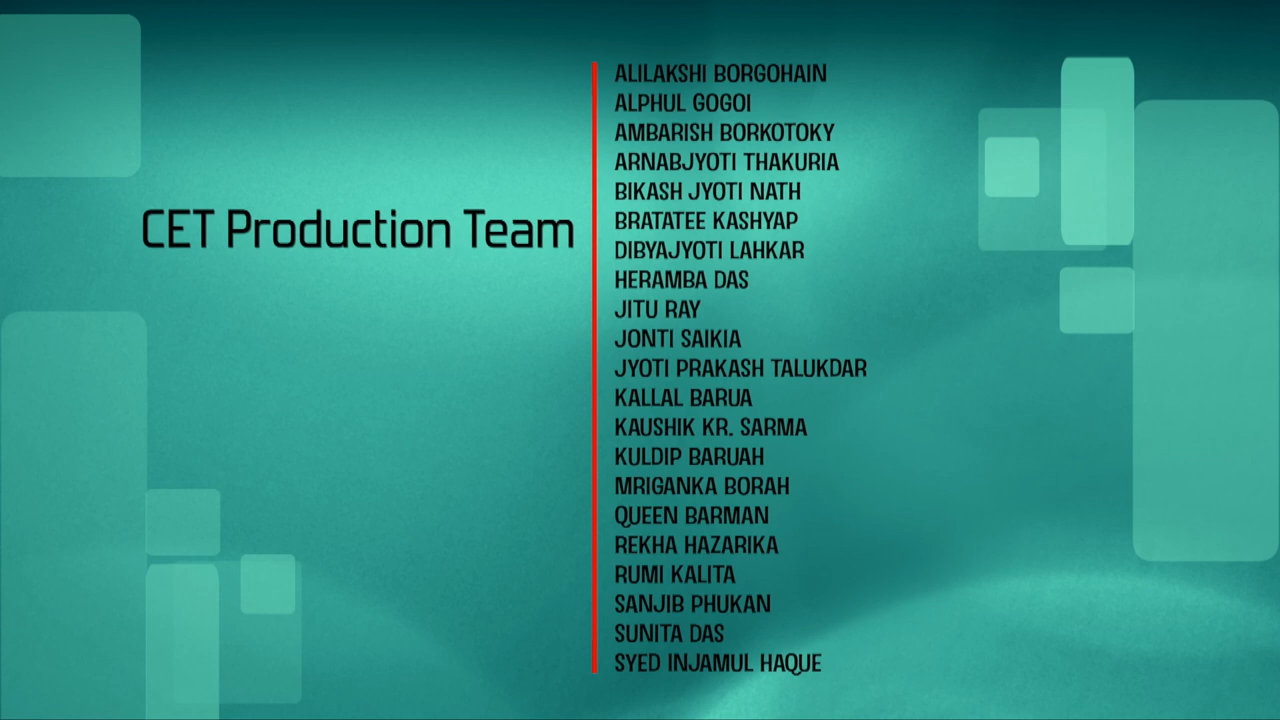 CET Production Team
ALILAKSHI BORGOHAIN
ALPHUL GOGOI
AMBARISH BORKOTOKY
ARNABJYOTI THAKURIA
BIKASH JYOTI NATH
BRATATEE KASHYAP
DIBYAJYOTI LAHKAR
HERAMBA DAS
JITU RAY
JONTI SAIKIA
JYOTI PRAKASH TALUKDAR
KALLAL BARUA
KAUSHIK KR. SARMA
KULDIP BARUAH
MRIGANKA BORAH
QUEEN BARMAN
REKHA HAZARIKA
RUMI KALITA
SANJIB PHUKAN
SUNITA DAS
SYED INJAMUL HAQUE